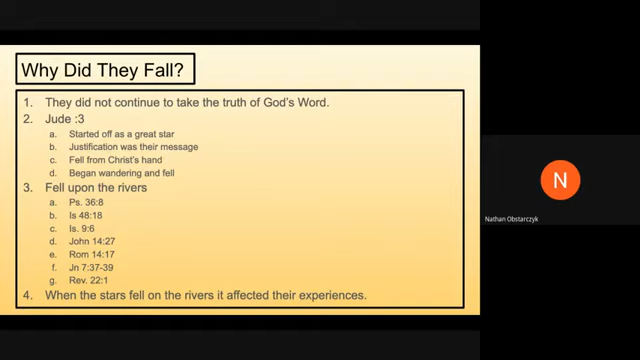 Why Did They Fall?
1. They did not continue to take the truth of God's Word.
2. Jude :3
a. Started off as a great star
b. Justification was their message
c. Fell from Christ's hand
d. Began wandering and fell
3. Fell upon the rivers
a. Ps. 36:8
b. Is 48:18
c. Is. 9:6
d. John 14:27
e. Rom 14:17
f. Jn 7:37-39
g. Rev. 22:1
4. When the stars fell on the rivers it affected their experiences.
N
Nathan Obstarczyk